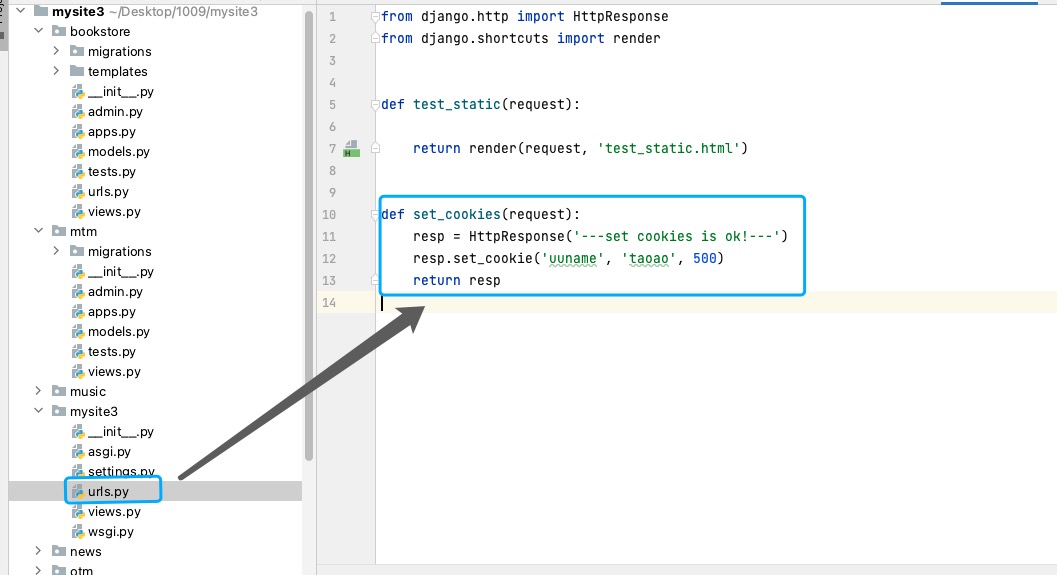 mysite3 ~/Desktop/1009/mysite3
bookstore
migrations
templates
__init__.py
admin.py
apps.py
models.py
tests.py
urls.py
views.py
mtm
migrations
__init__.py
admin.py
apps.py
models.py
tests.py
views.py
music
mysite3
__init__.py
asgi.py
settings.py
urls.py
views.py
wsgi.py
news
otm
1 from django.http import HttpResponse
2 from django.shortcuts import render
3
4
5 def test_static(request):
6
7 return render(request, 'test_static.html')
8
9
10 def set_cookies(request):
11 resp = HttpResponse('---set cookies is ok!---')
12 resp.set_cookie('uuname', 'taoao', 500)
13 return resp
14